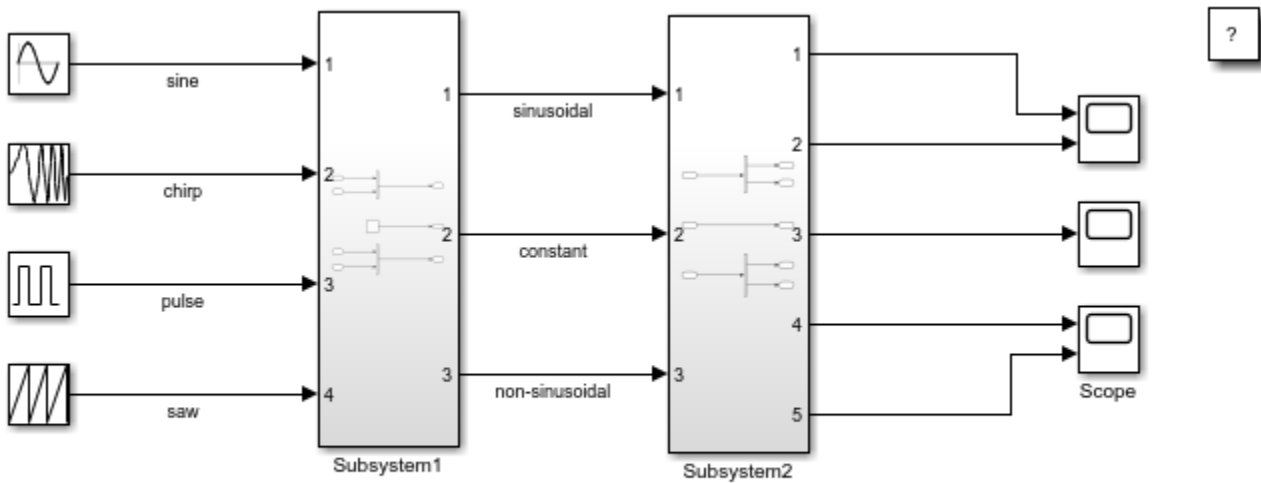 ?
sine
chirp
pulse
saw
1
2
3
4
1
2
3
Subsystem1
sinusoidal
constant
non-sinusoidal
1
2
3
1
2
3
4
5
Subsystem2
Scope